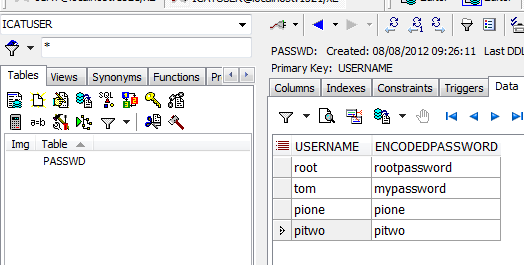 ICATUSER
*
Tables Views Synonyms Functions Pr
Img Table
PASSWD
PASSWD: Created: 08/08/2012 09:26:11 Last DDL
Primary Key: USERNAME
Columns Indexes Constraints Triggers Data
USERNAME ENCODEDPASSWORD
root rootpassword
tom mypassword
pione pione
pitwo pitwo